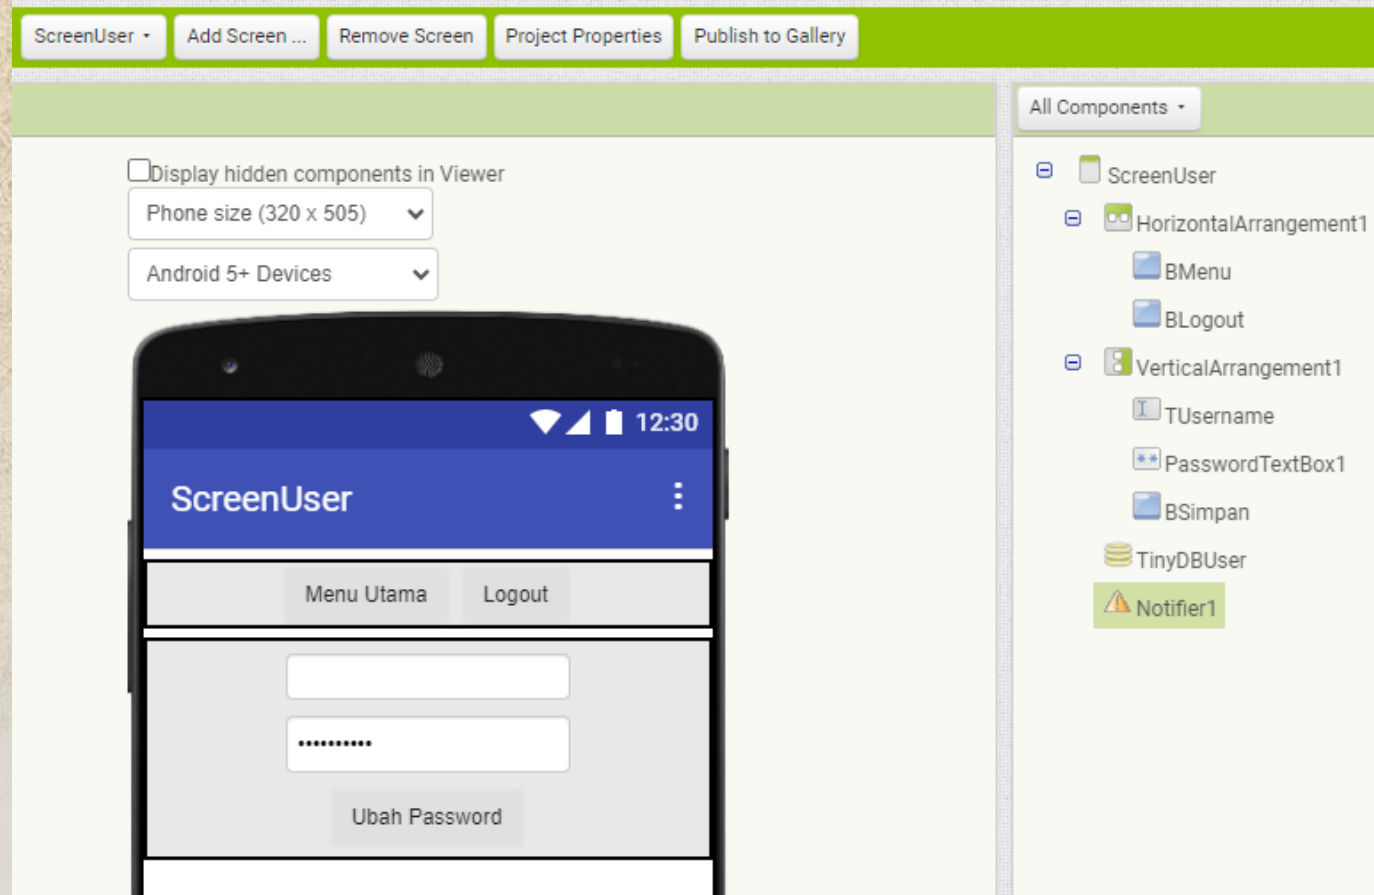 ScreenUser
Add Screen ...
Remove Screen
Project Properties
Publish to Gallery
All Components
Display hidden components in Viewer
Phone size (320 x 505)
Android 5+ Devices
12:30
ScreenUser
Menu Utama
Logout
Ubah Password
ScreenUser
HorizontalArrangement1
BMenu
BLogout
VerticalArrangement1
TUsername
PasswordTextBox1
BSimpan
TinyDBUser
Notifier1